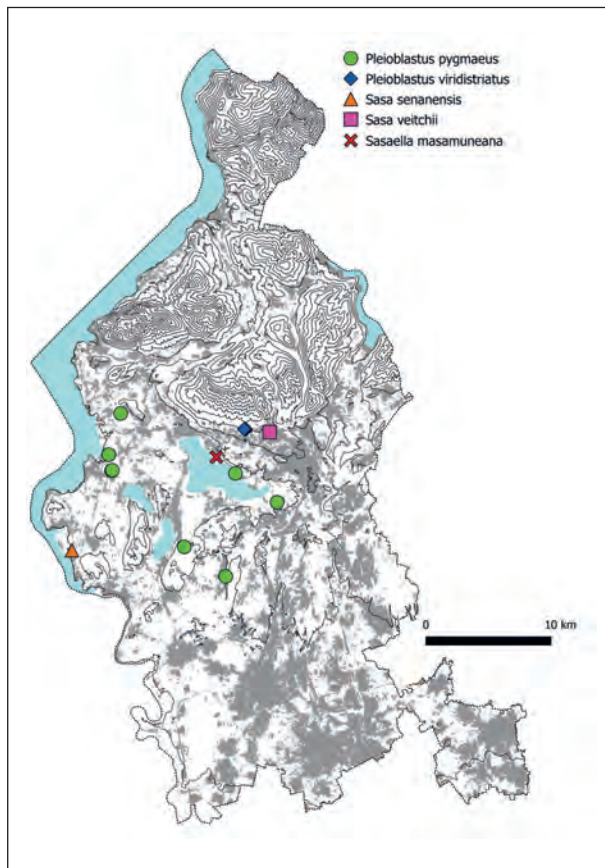 Pleioblastus pygmaeus
Pleioblastus viridistriatus
Sasa senanensis
Sasa veitchii
Sasaella masamuneana
0 10 km